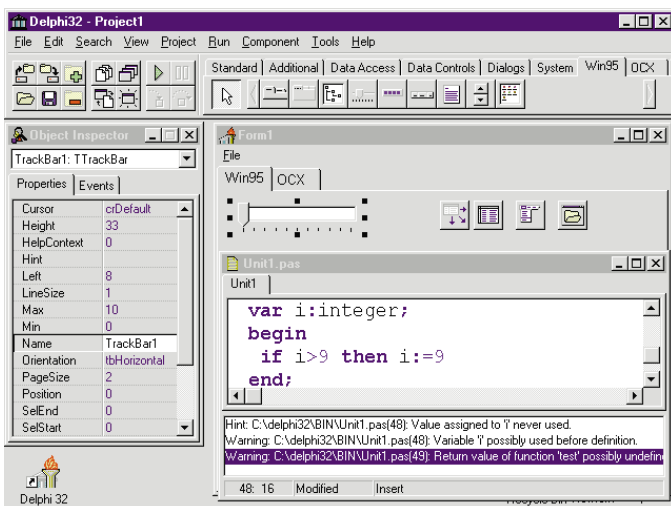 Delphi32 - Project1
File Edit Search View Project Run Component Tools Help
Standard Additional Data Access Data Controls Dialogs System Win95 OCX
Object Inspector
TrackBar1: TTrackBar
Properties Events
Cursor crDefault
Height 33
HelpContext 0
Hint
Left 8
LineSize 1
Max 10
Min 0
Name TrackBar1
Orientation tbHorizontal
PageSize 2
Position 0
SelEnd 0
SelStart 0
Form1
File
Win95 OCX
Unit1.pas
Unit1
var i:integer;
begin
if i>9 then i:=9
end;
Hint: C:\delphi32\BIN\Unit1.pas(48): Value assigned to 'i' never used.
Warning: C:\delphi32\BIN\Unit1.pas(48): Variable 'i' possibly used before definition.
Warning: C:\delphi32\BIN\Unit1.pas(49): Return value of function 'test' possibly undefin
48: 16 Modified Insert
Delphi 32